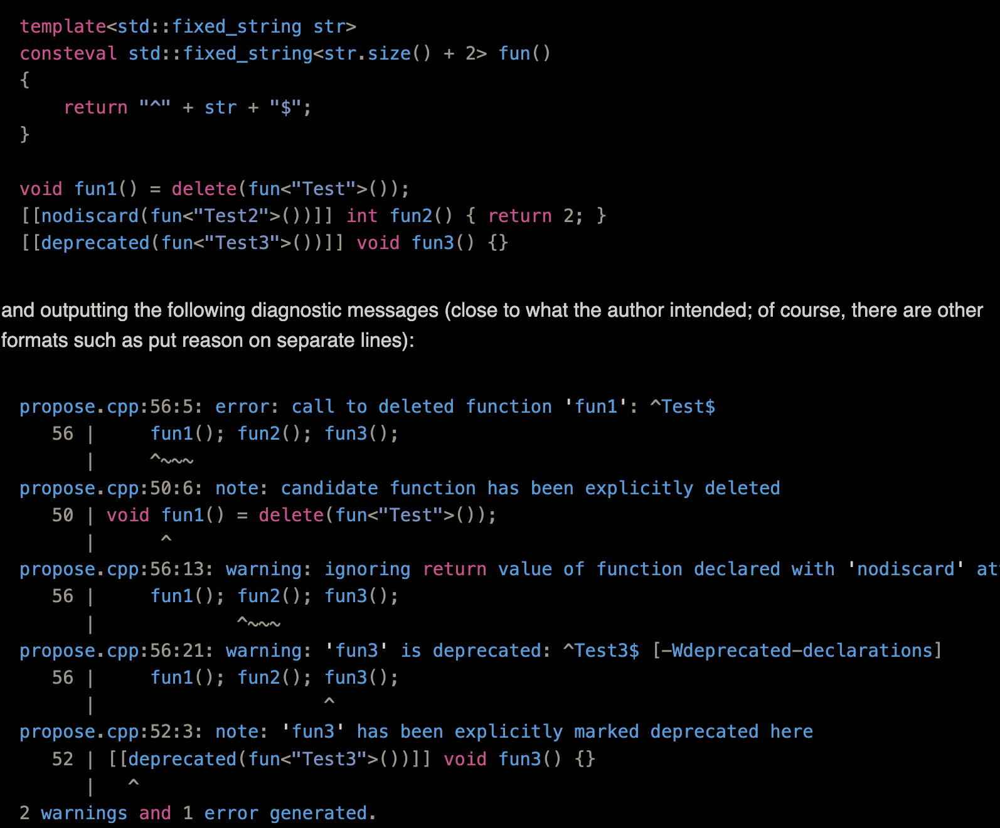 template<std::fixed_string str>
consteval std::fixed_string<str.size() + 2> fun()
{
    return "^" + str + "$";
}

void fun1() = delete(fun<"Test">());
[[nodiscard(fun<"Test2">())]] int fun2() { return 2; }
[[deprecated(fun<"Test3">())]] void fun3() {}

and outputting the following diagnostic messages (close to what the author intended; of course, there are other
formats such as put reason on separate lines):

propose.cpp:56:5: error: call to deleted function 'fun1': ^Test$
   56 |     fun1(); fun2(); fun3();
      |     ^~~~
propose.cpp:50:6: note: candidate function has been explicitly deleted
   50 | void fun1() = delete(fun<"Test">());
      |      ^
propose.cpp:56:13: warning: ignoring return value of function declared with 'nodiscard' at
   56 |     fun1(); fun2(); fun3();
      |             ^~~~
propose.cpp:56:21: warning: 'fun3' is deprecated: ^Test3$ [-Wdeprecated-declarations]
   56 |     fun1(); fun2(); fun3();
      |                     ^
propose.cpp:52:3: note: 'fun3' has been explicitly marked deprecated here
   52 | [[deprecated(fun<"Test3">())]] void fun3() {}
      |   ^
2 warnings and 1 error generated.